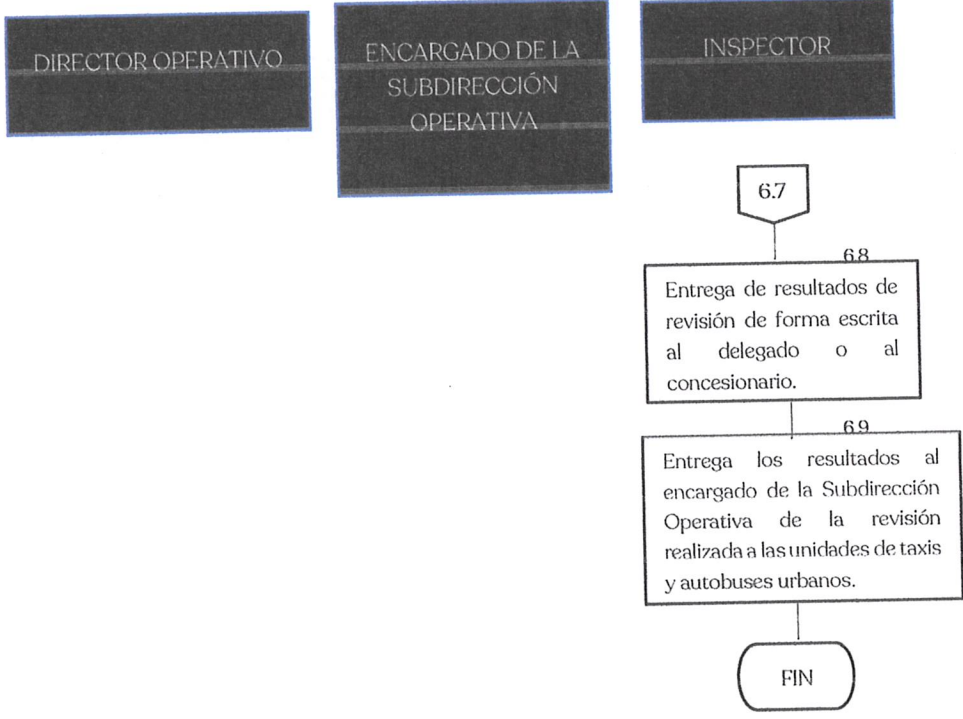 DIRECTOR OPERATIVO
ENCARGADO DE LA
SUBDIRECCIÓN
OPERATIVA
INSPECTOR
6.7
6.8
Entrega de resultados de
revisión de forma escrita
al delegado o al
concesionario.
6.9
Entrega los resultados al
encargado de la Subdirección
Operativa de la revisión
realizada a las unidades de taxis
y autobuses urbanos.
FIN